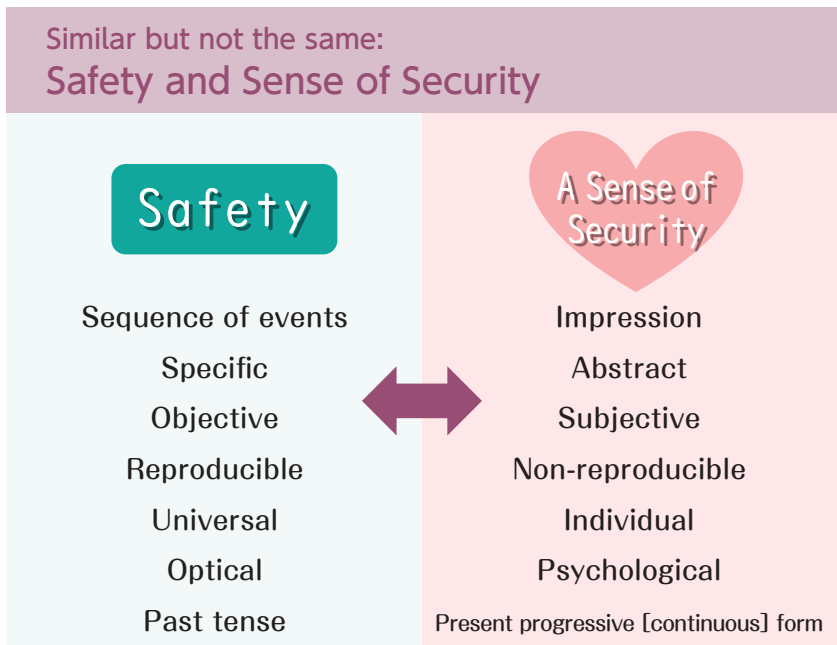 Similar but not the same:
Safety and Sense of Security
Safety
A Sense of
Security
Sequence of events
Specific
Objective
Reproducible
Universal
Optical
Past tense
Impression
Abstract
Subjective
Non-reproducible
Individual
Psychological
Present progressive [continuous] form